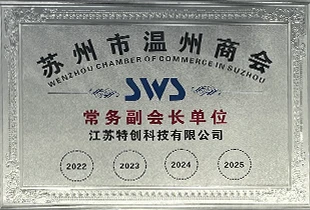 苏州市温州商会
WENZHOU CHAMBER OF COMMERCE IN SUZHOU
SWS
常务副会长单位
江苏特创科技有限公司
2022 2023 2024 2025